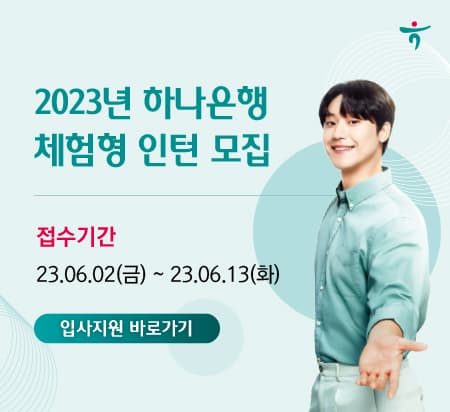 2023년 하나은행
체험형 인턴 모집
접수기간
23.06.02(금) ~ 23.06.13(화)
입사지원 바로가기